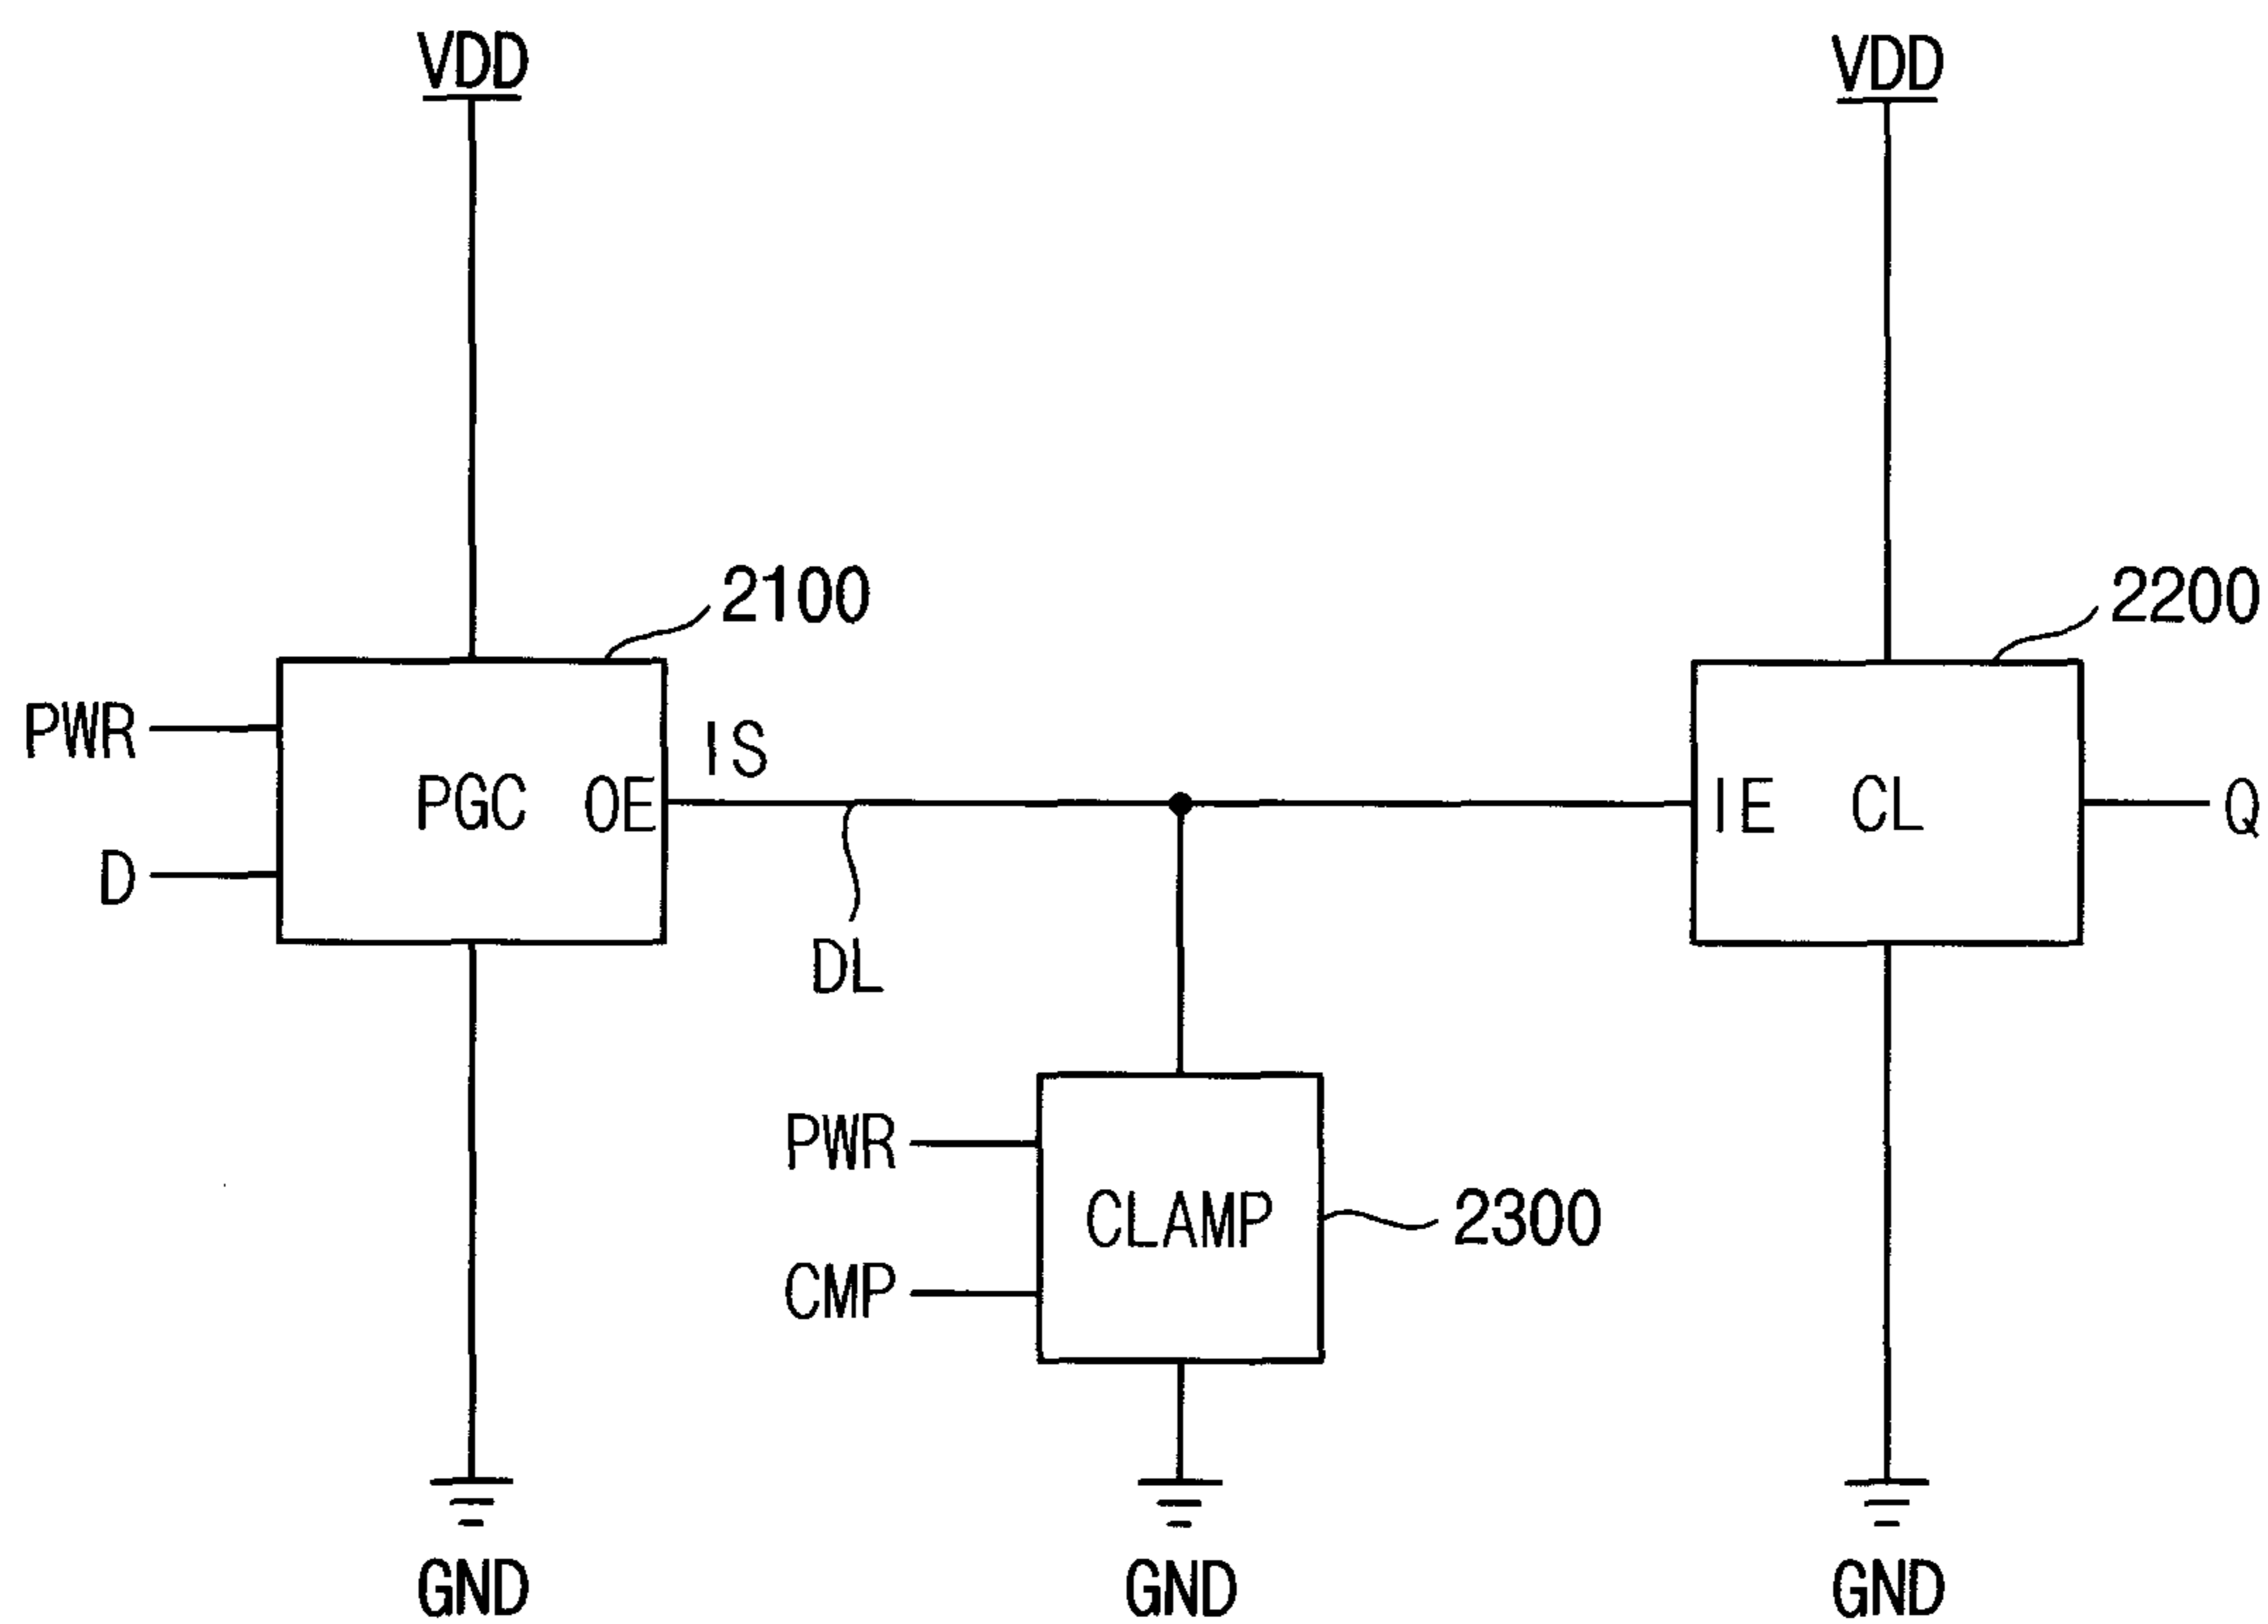 VDD VDD
2100 2200
PWR
IS
PGC OE
IE CL
Q
D
DL
PWR
CLAMP
2300
CMP
GND GND GND